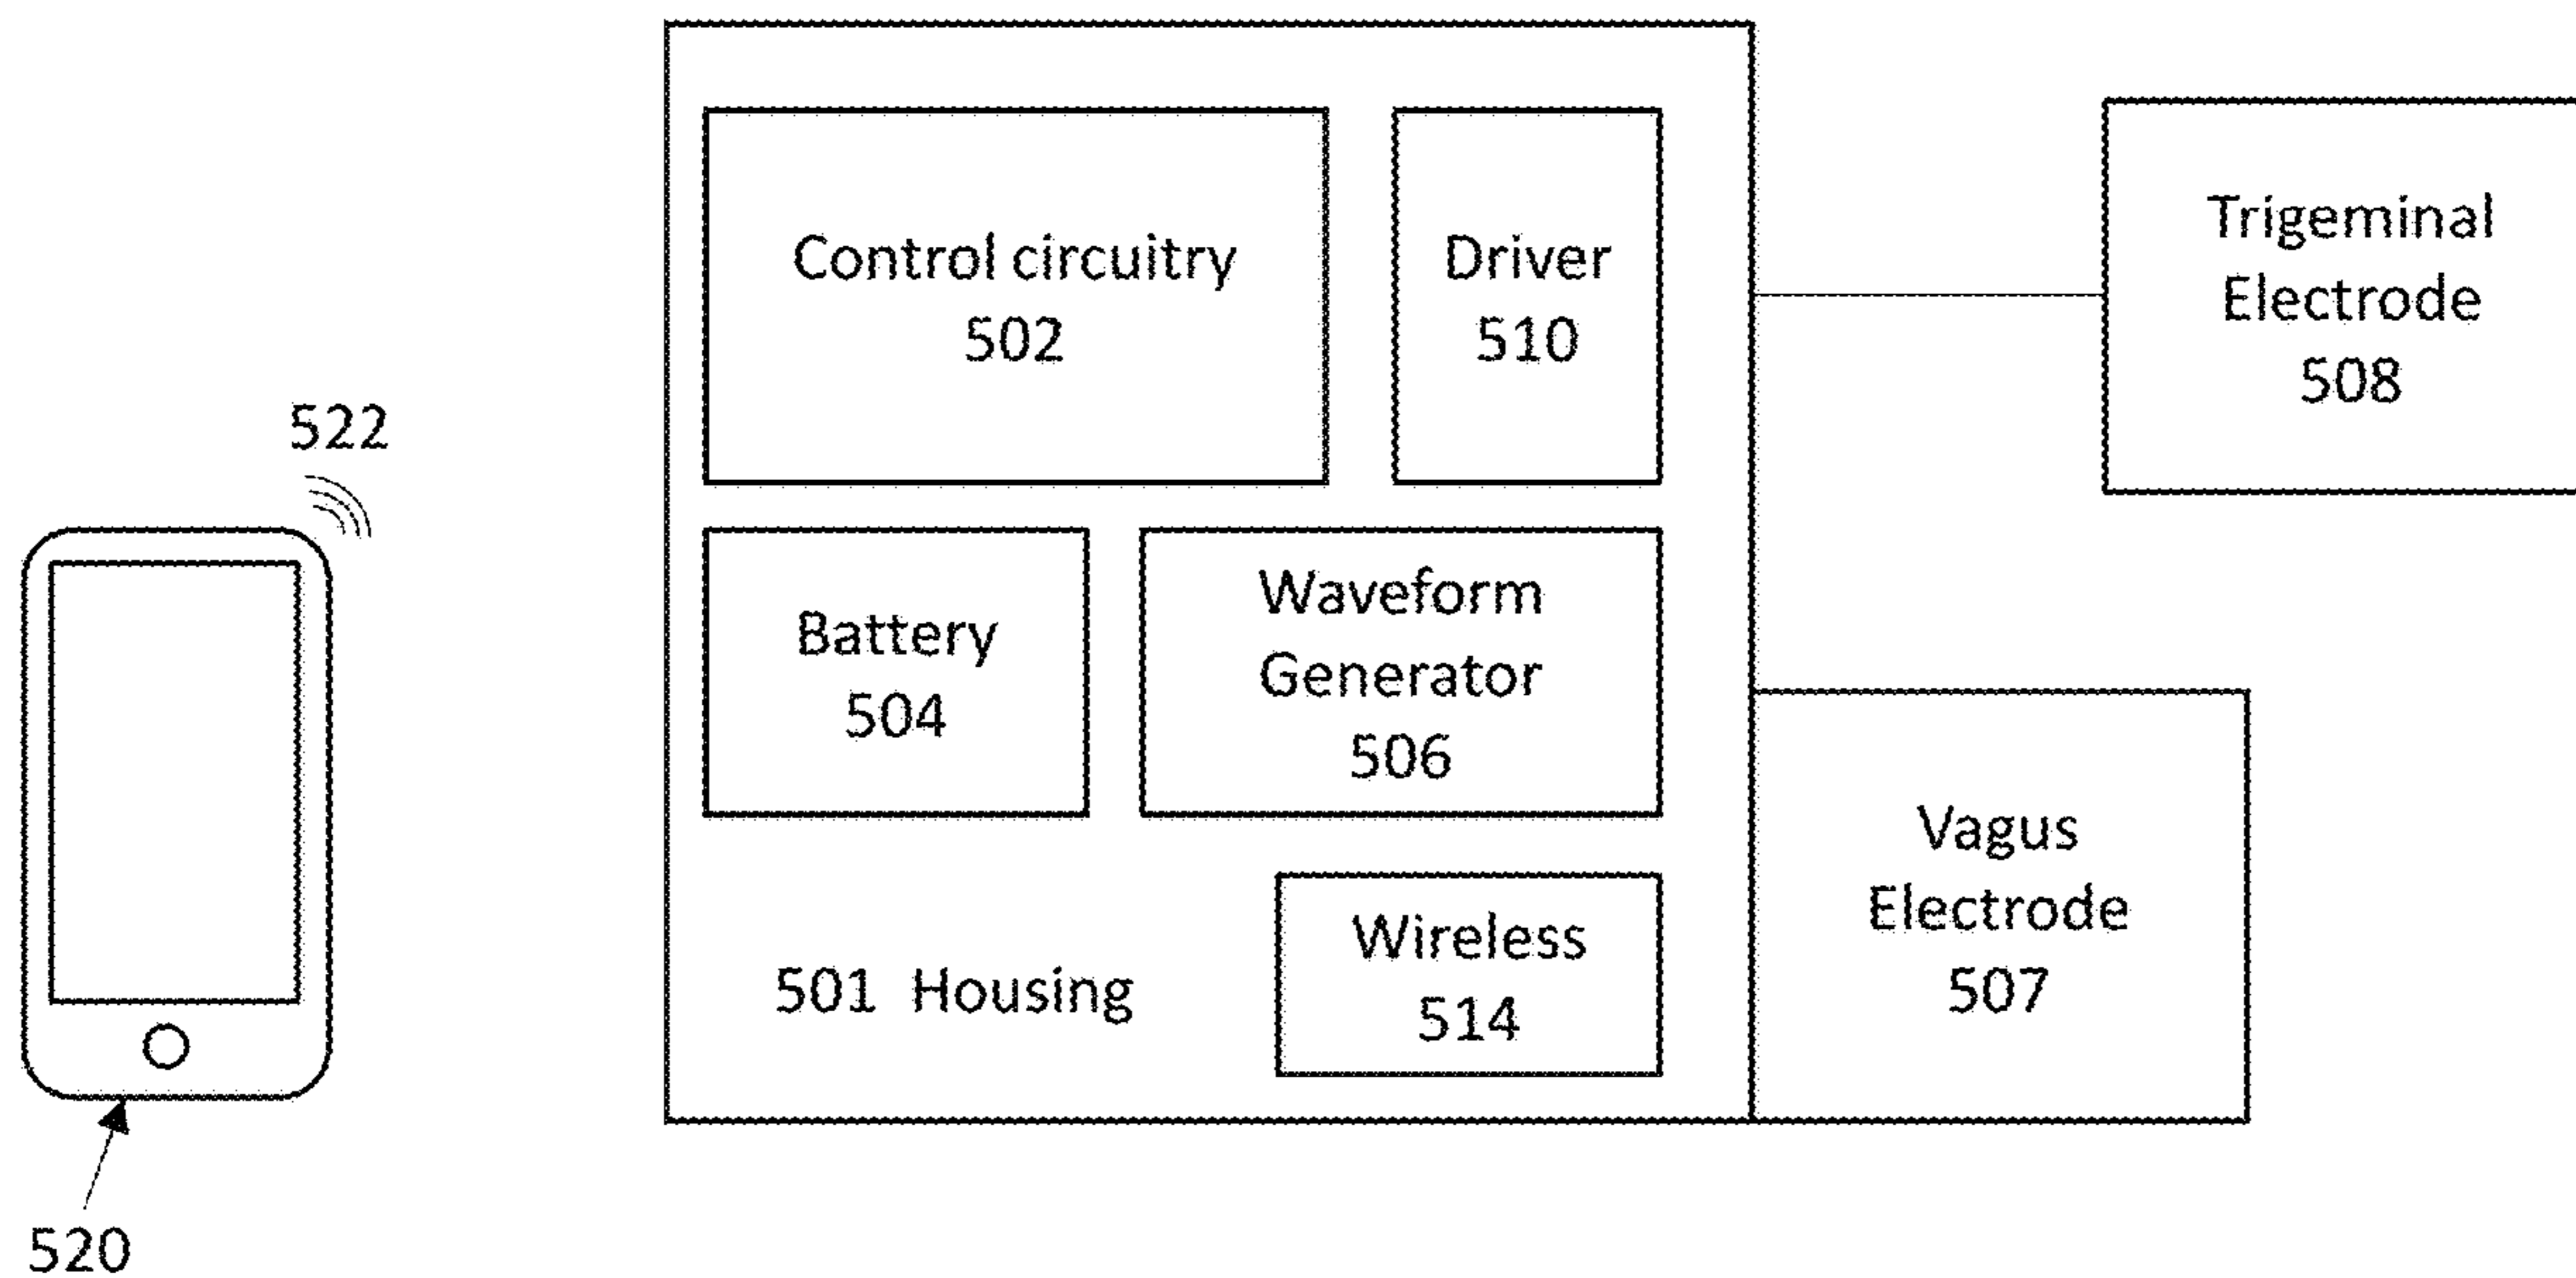 522
520
Control circuitry
502
Driver
510
Battery
504
Waveform
Generator
506
501 Housing
Wireless
514
Trigeminal
Electrode
508
Vagus
Electrode
507